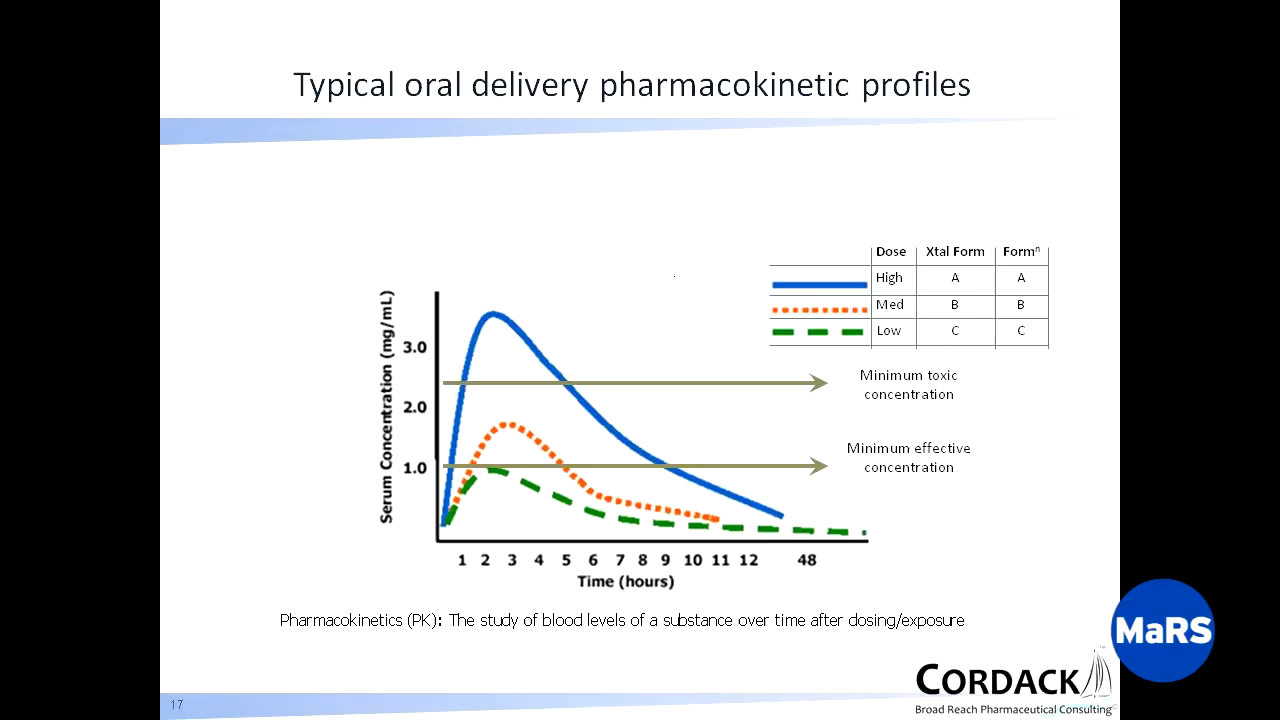 Typical oral delivery pharmacokinetic profiles
Dose Xtal Form Formⁿ
High A A
Med B B
Low C C
Serum Concentration (mg/mL)
3.0
2.0
1.0
Minimum toxic
concentration
Minimum effective
concentration
1 2 3 4 5 6 7 8 9 10 11 12 48
Time (hours)
Pharmacokinetics (PK): The study of blood levels of a substance over time after dosing/exposure
MaRS
CORDACK™
Broad Reach Pharmaceutical Consulting©
17